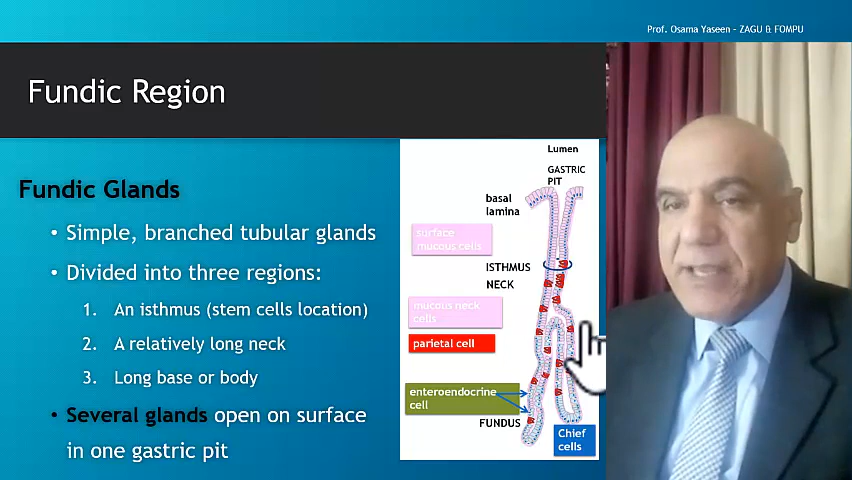 Prof. Osama Yaseen – ZAGU & FOMPU
Fundic Region
Fundic Glands
• Simple, branched tubular glands
• Divided into three regions:
1. An isthmus (stem cells location)
2. A relatively long neck
3. Long base or body
• Several glands open on surface
in one gastric pit
Lumen
GASTRIC
PIT
basal
lamina
surface
mucous cells
ISTHMUS
NECK
mucous neck
cells
parietal cell
enteroendocrine
cell
FUNDUS
Chief
cells